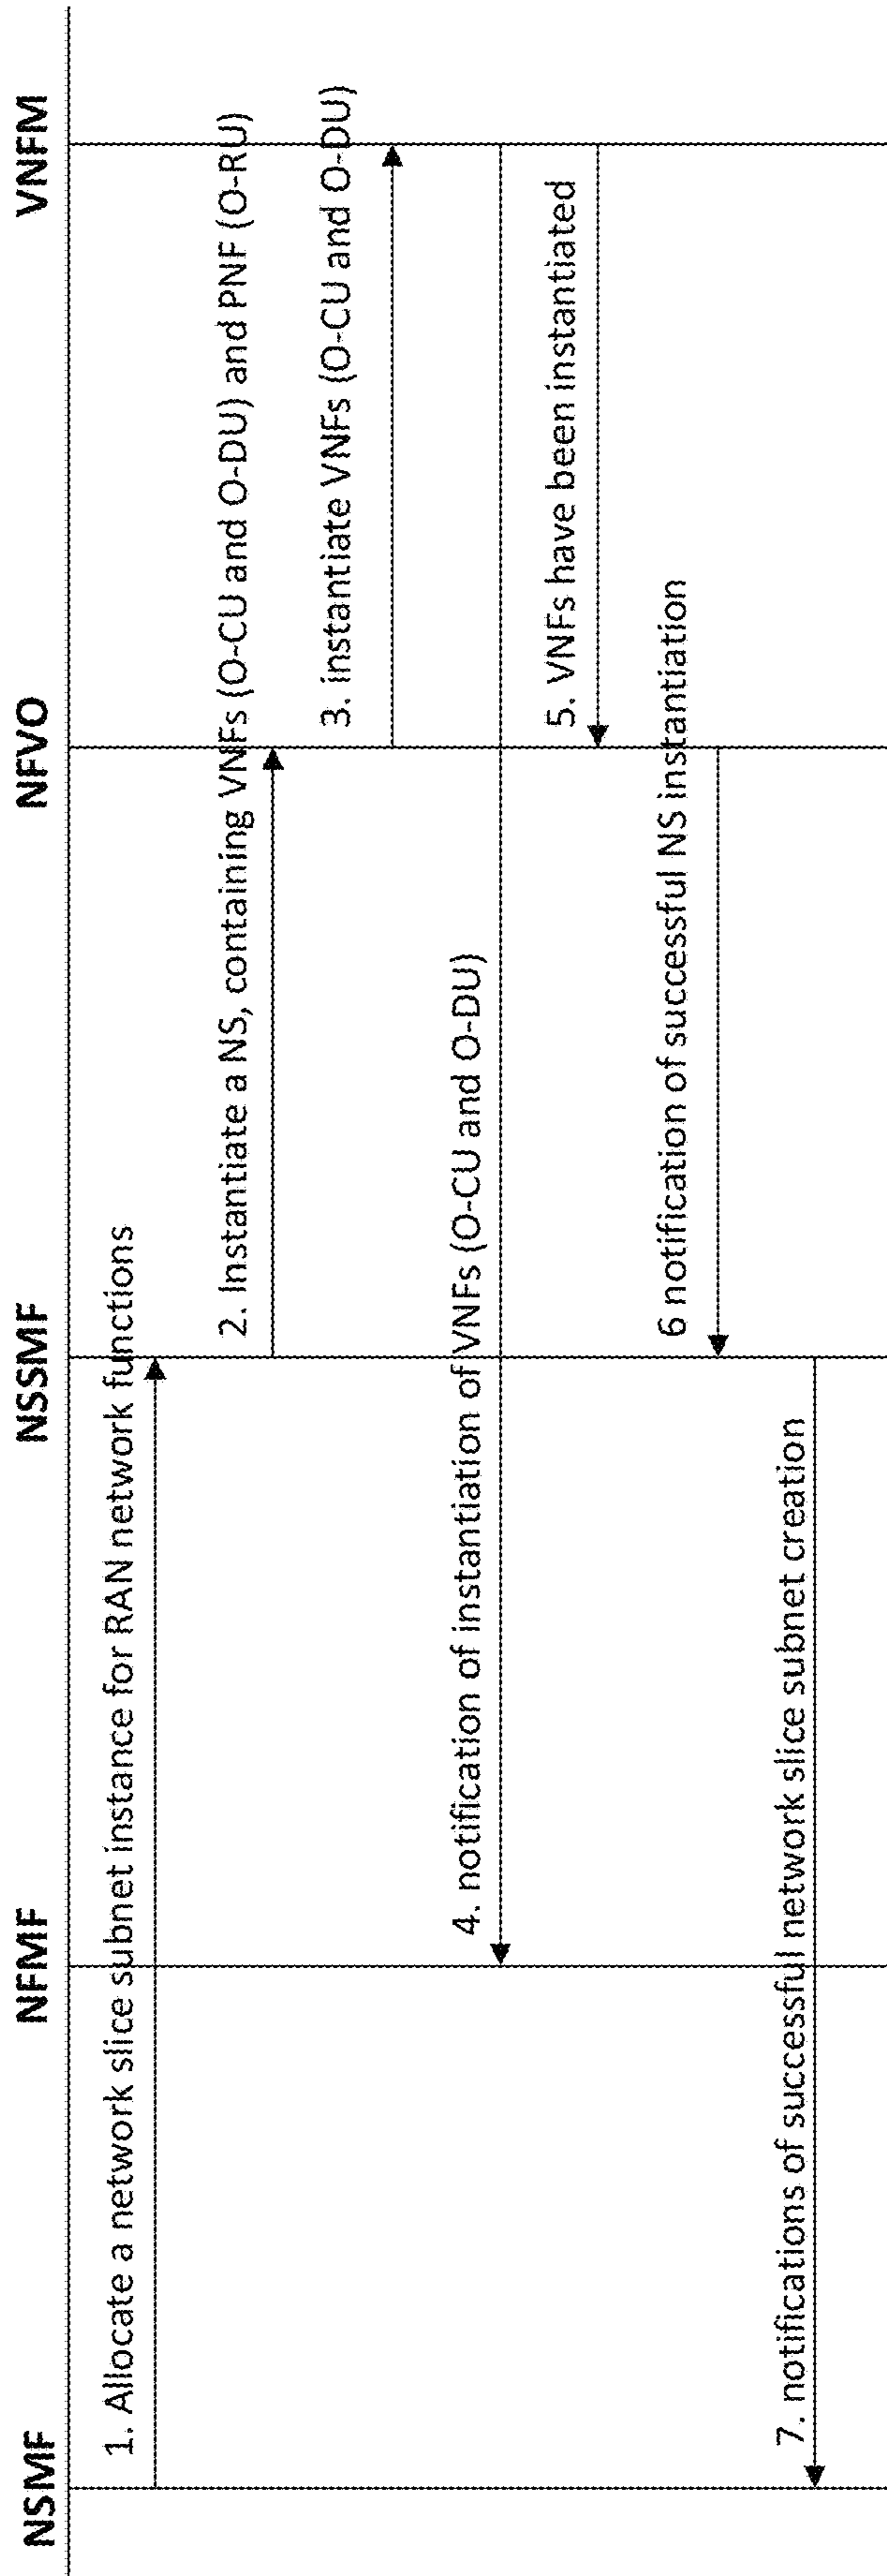 NSMF
NFMF
NSSMF
NFVO
VNFM
1. Allocate a network slice subnet instance for RAN network functions
2. Instantiate a NS, containing VNFs (O-CU and O-DU) and PNF (O-RU)
3. instantiate VNFs (O-CU and O-DU)
4. notification of instantiation of VNFs (O-CU and O-DU)
5. VNFs have been instantiated
6 notification of successful NS instantiation
7. notifications of successful network slice subnet creation